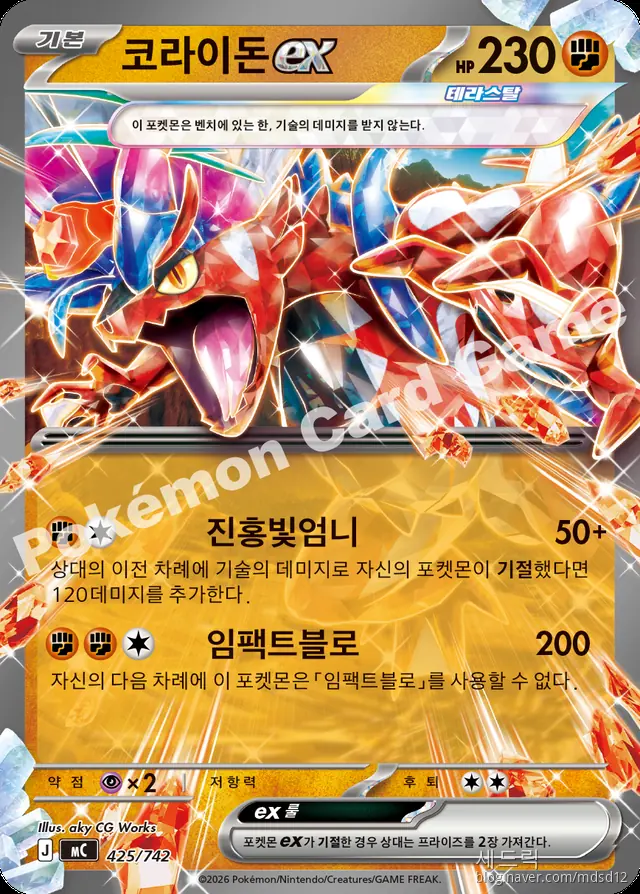 기본
코라이돈 ex
HP 230
테라스탈
이 포켓몬은 벤치에 있는 한, 기술의 데미지를 받지 않는다.
Pokémon Card Game
진홍빛엄니 50+
상대의 이전 차례에 기술의 데미지로 자신의 포켓몬이 기절했다면
120데미지를 추가한다.
임팩트블로 200
자신의 다음 차례에 이 포켓몬은 「임팩트블로」를 사용할 수 없다.
약점 ×2 저항력 후퇴
ex 룰
포켓몬 ex가 기절한 경우 상대는 프라이즈를 2장 가져간다.
Illus. aky CG Works
J mC 425/742
©2026 Pokémon/Nintendo/Creatures/GAME FREAK.
세드릭
blog.naver.com/mdsd12